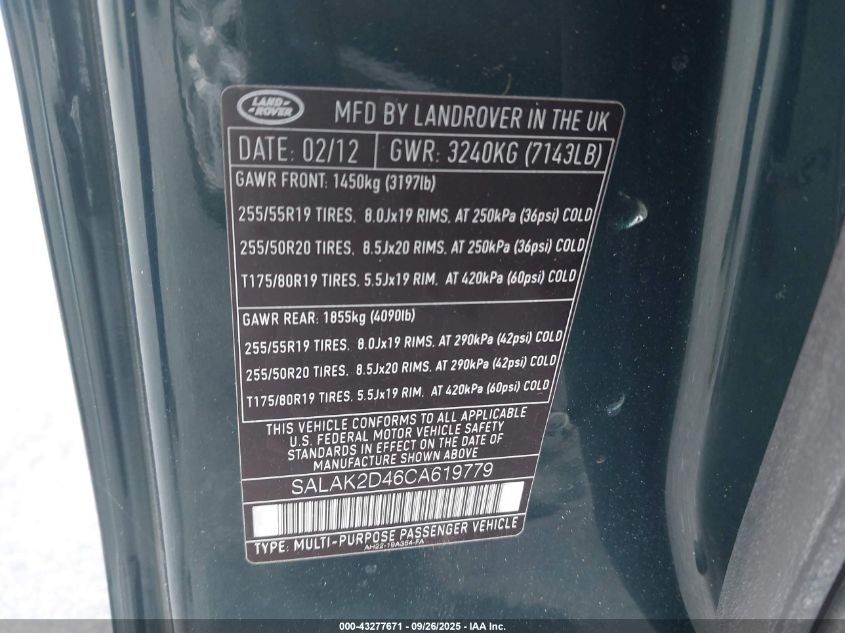 LAND
ROVER
MFD BY LANDROVER IN THE UK
DATE: 02/12 GWR: 3240KG (7143LB)
GAWR FRONT: 1450kg (3197lb)
255/55R19 TIRES, 8.0Jx19 RIMS, AT 250kPa (36psi) COLD
255/50R20 TIRES, 8.5Jx20 RIMS, AT 250kPa (36psi) COLD
T175/80R19 TIRES, 5.5Jx19 RIM, AT 420kPa (60psi) COLD
GAWR REAR: 1855kg (4090lb)
255/55R19 TIRES, 8.0Jx19 RIMS, AT 290kPa (42psi) COLD
255/50R20 TIRES, 8.5Jx20 RIMS, AT 290kPa (42psi) COLD
T175/80R19 TIRES, 5.5Jx19 RIM, AT 420kPa (60psi) COLD
THIS VEHICLE CONFORMS TO ALL APPLICABLE
U.S. FEDERAL MOTOR VEHICLE SAFETY
STANDARDS IN EFFECT ON THE DATE OF
MANUFACTURE SHOWN ABOVE
SALAK2D46CA619779
TYPE: MULTI-PURPOSE PASSENGER VEHICLE
AH22-19A354-FA
000-43277671 - 09/26/2025 - IAA Inc.